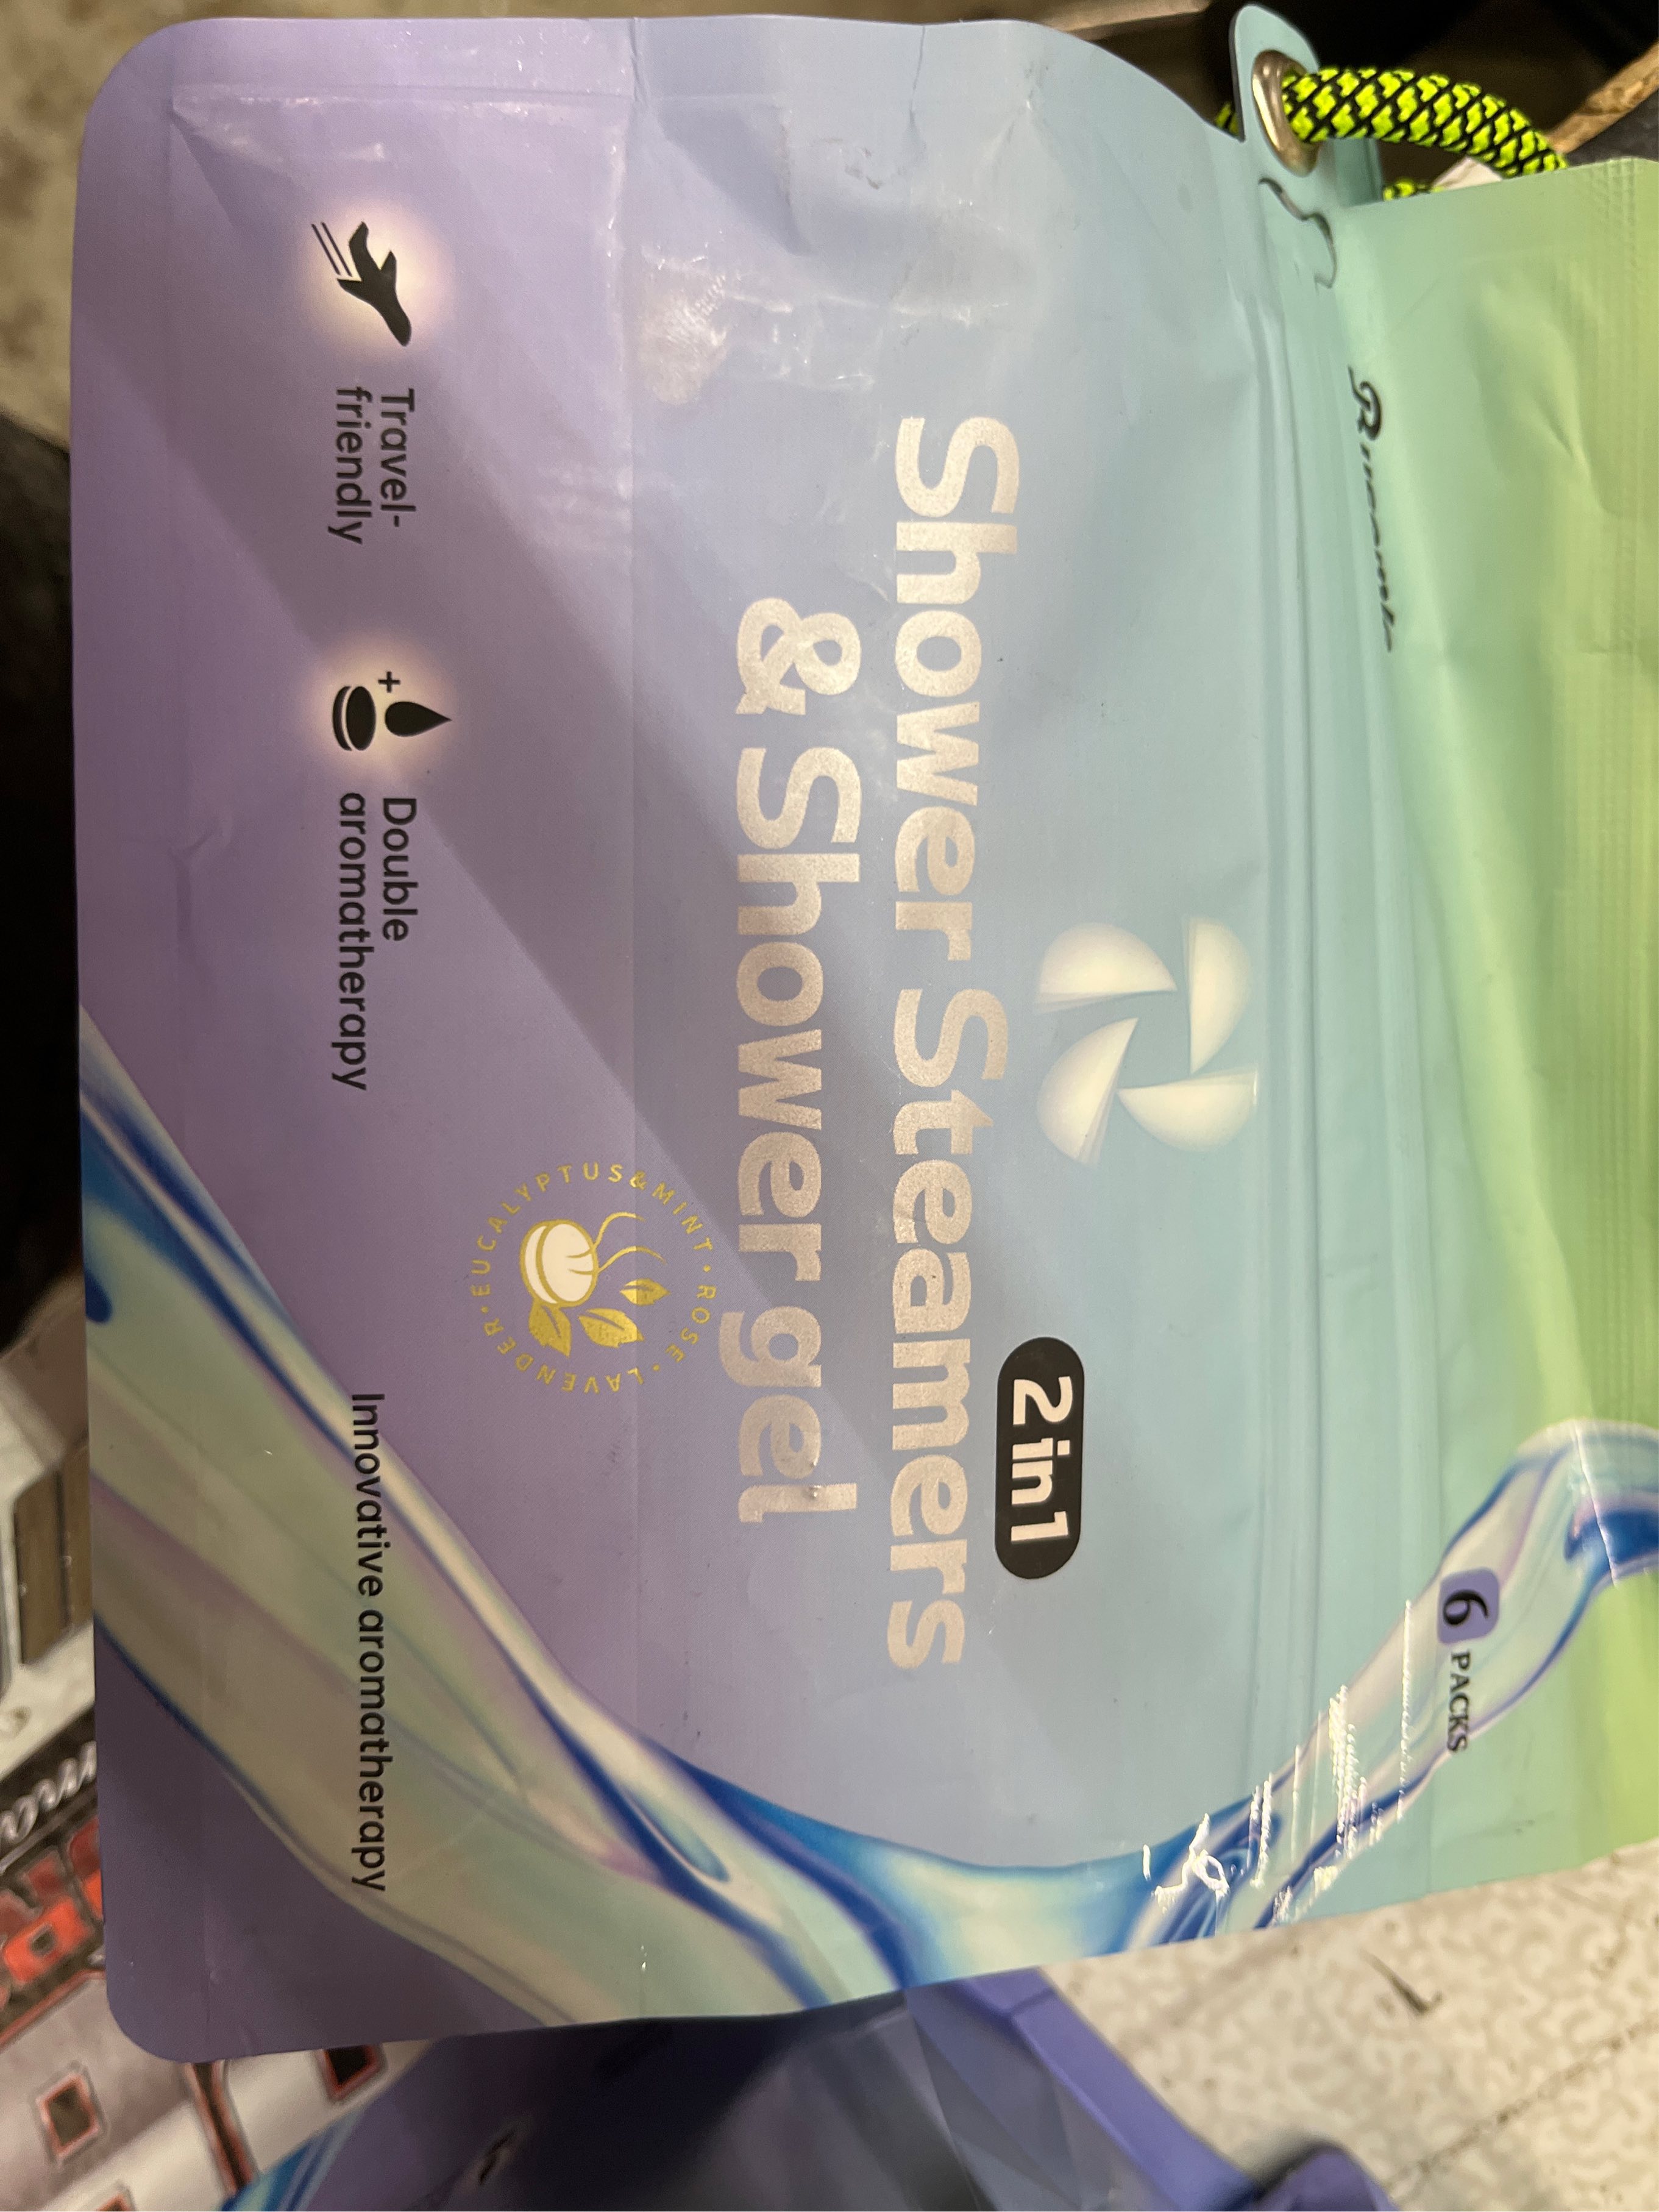 6 PACKS
2 in 1
Shower Steamers
& Shower gel
EUCALYPTUS & MINT · ROSE · LAVENDER ·
Travel-
friendly
Double
aromatherapy
Innovative aromatherapy